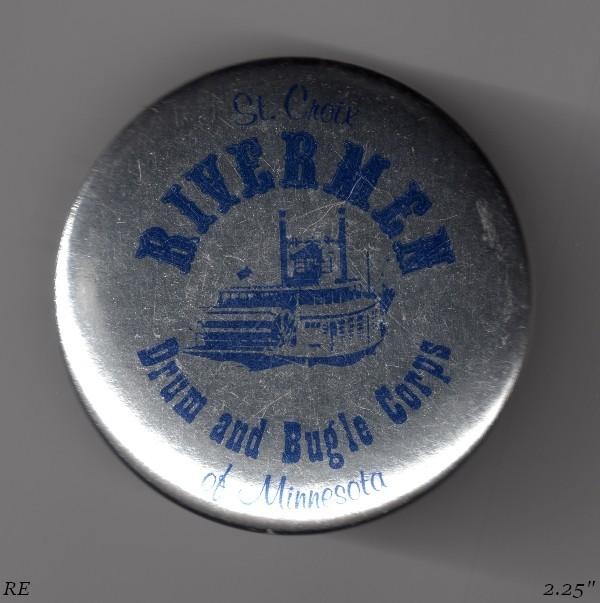 St. Croix
RIVERMEN
Drum and Bugle Corps
of Minnesota
RE
2.25"